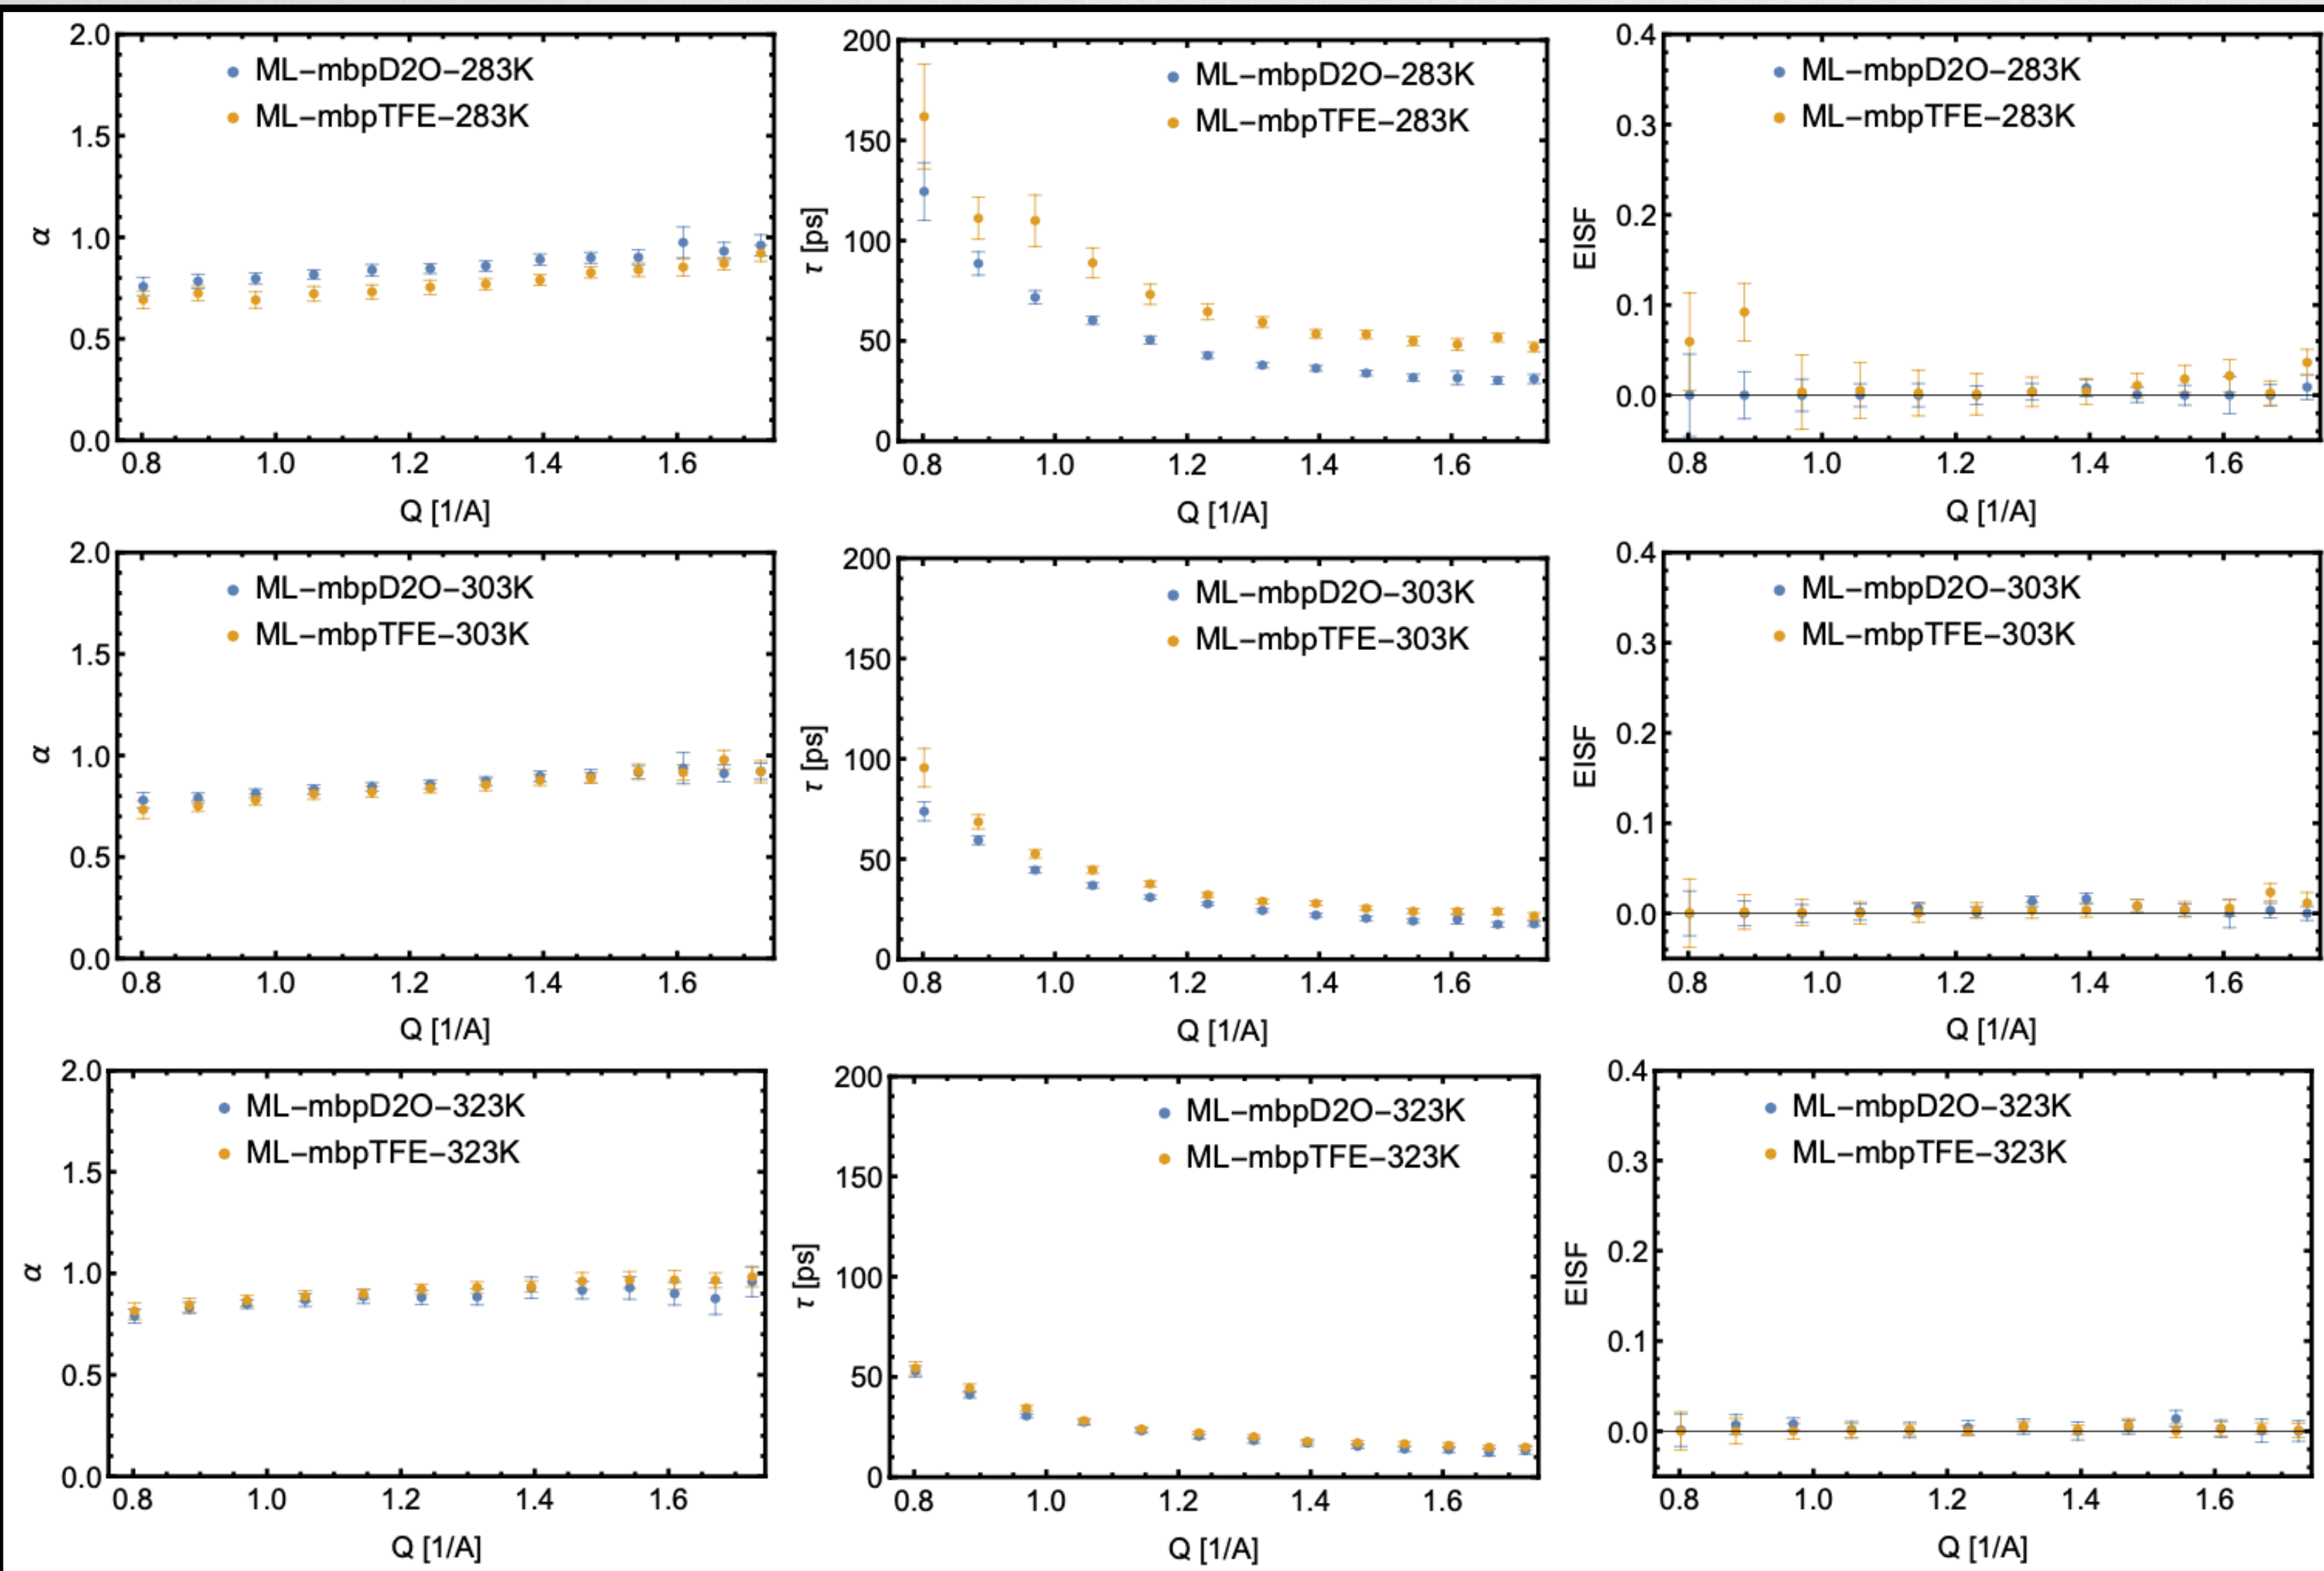 2.0
1.5
1.0
0.5
0.0
α
ML−mbpD2O−283K
ML−mbpTFE−283K
0.8 1.0 1.2 1.4 1.6
Q [1/A]
200
150
100
50
0
τ [ps]
ML−mbpD2O−283K
ML−mbpTFE−283K
0.8 1.0 1.2 1.4 1.6
Q [1/A]
0.4
0.3
0.2
0.1
0.0
EISF
ML−mbpD2O−283K
ML−mbpTFE−283K
0.8 1.0 1.2 1.4 1.6
Q [1/A]
2.0
1.5
1.0
0.5
0.0
α
ML−mbpD2O−303K
ML−mbpTFE−303K
0.8 1.0 1.2 1.4 1.6
Q [1/A]
200
150
100
50
0
τ [ps]
ML−mbpD2O−303K
ML−mbpTFE−303K
0.8 1.0 1.2 1.4 1.6
Q [1/A]
0.4
0.3
0.2
0.1
0.0
EISF
ML−mbpD2O−303K
ML−mbpTFE−303K
0.8 1.0 1.2 1.4 1.6
Q [1/A]
2.0
1.5
1.0
0.5
0.0
α
ML−mbpD2O−323K
ML−mbpTFE−323K
0.8 1.0 1.2 1.4 1.6
Q [1/A]
200
150
100
50
0
τ [ps]
ML−mbpD2O−323K
ML−mbpTFE−323K
0.8 1.0 1.2 1.4 1.6
Q [1/A]
0.4
0.3
0.2
0.1
0.0
EISF
ML−mbpD2O−323K
ML−mbpTFE−323K
0.8 1.0 1.2 1.4 1.6
Q [1/A]